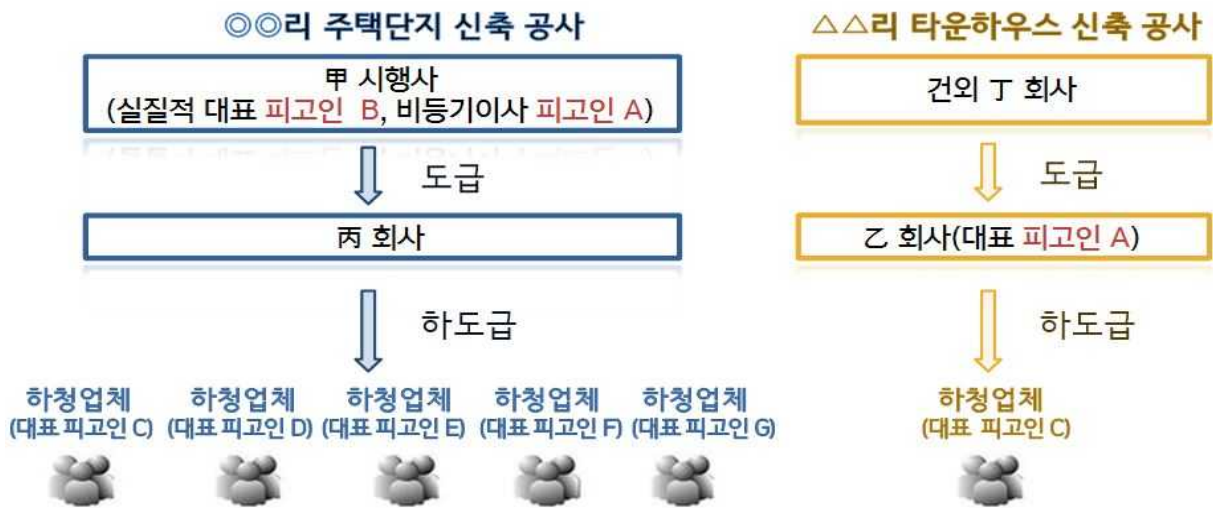 ◎◎리 주택단지 신축 공사
甲 시행사
(실질적 대표 피고인 B, 비등기이사 피고인 A)
도급
丙 회사
하도급
하청업체
(대표 피고인 C)
하청업체
(대표 피고인 D)
하청업체
(대표 피고인 E)
하청업체
(대표 피고인 F)
하청업체
(대표 피고인 G)
△△리 타운하우스 신축 공사
건외 丁 회사
도급
乙 회사(대표 피고인 A)
하도급
하청업체
(대표 피고인 C)